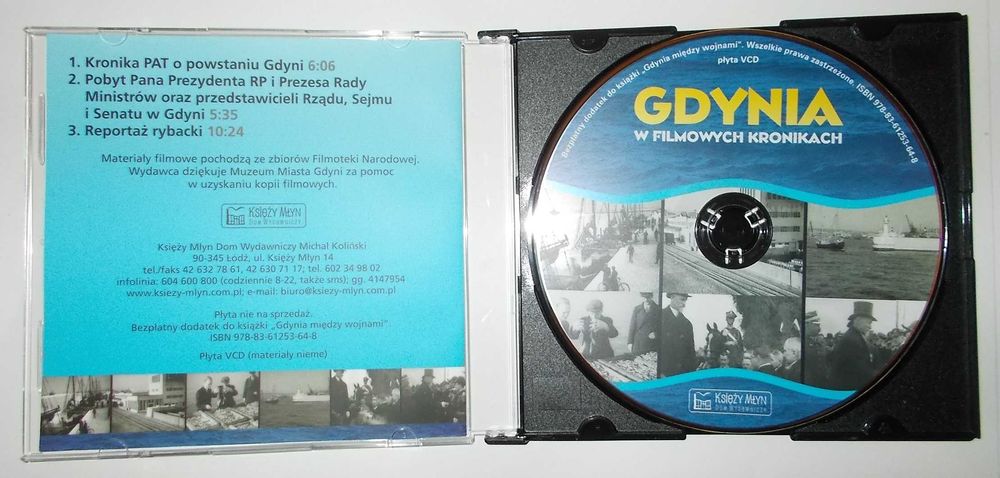 1. Kronika PAT o powstaniu Gdyni 6:06
2. Pobyt Pana Prezydenta RP i Prezesa Rady
Ministrów oraz przedstawicieli Rządu, Sejmu
i Senatu w Gdyni 5:35
3. Reportaż rybacki 10:24
Materiały filmowe pochodzą ze zbiorów Filmoteki Narodowej.
Wydawca dziękuje Muzeum Miasta Gdyni za pomoc
w uzyskaniu kopii filmowych.
KSIĘŻY MŁYN
DOM WYDAWNICZY
Księży Młyn Dom Wydawniczy Michał Koliński
90-345 Łódź, ul. Księży Młyn 14
tel./faks 42 632 78 61, 42 630 71 17; tel. 602 34 98 02
infolinia: 604 600 800 (codziennie 8-22, także sms); gg. 4147954
www.ksiezy-mlyn.com.pl; e-mail: biuro@ksiezy-mlyn.com.pl
Płyta nie na sprzedaż.
Bezpłatny dodatek do książki „Gdynia między wojnami”.
ISBN 978-83-61253-64-8
Płyta VCD (materiały nieme)
Bezpłatny dodatek do książki „Gdynia między wojnami”. Wszelkie prawa zastrzeżone. ISBN 978-83-61253-64-8
płyta VCD
GDYNIA
W FILMOWYCH KRONIKACH
KSIĘŻY MŁYN
DOM WYDAWNICZY